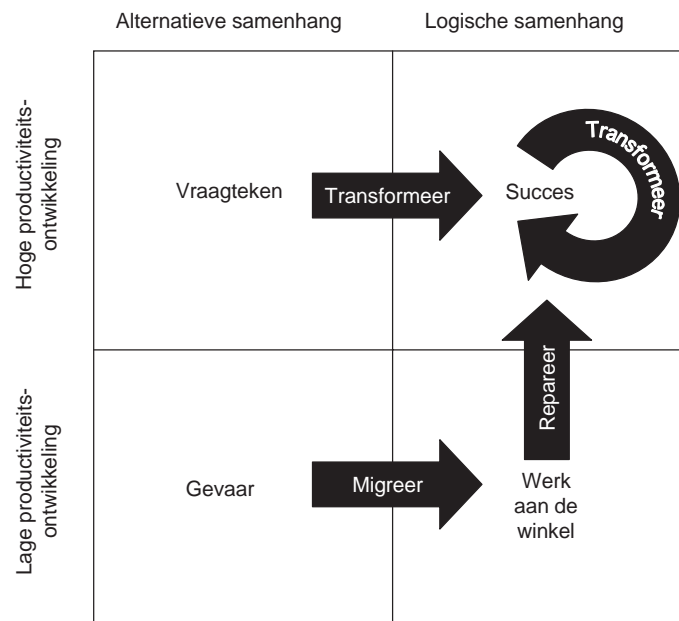 Alternatieve samenhang
Logische samenhang
Hoge productiviteits-
ontwikkeling
Vraagteken
Transformeer
Succes
Transformeer
Repareer
Lage productiviteits-
ontwikkeling
Gevaar
Migreer
Werk
aan de
winkel